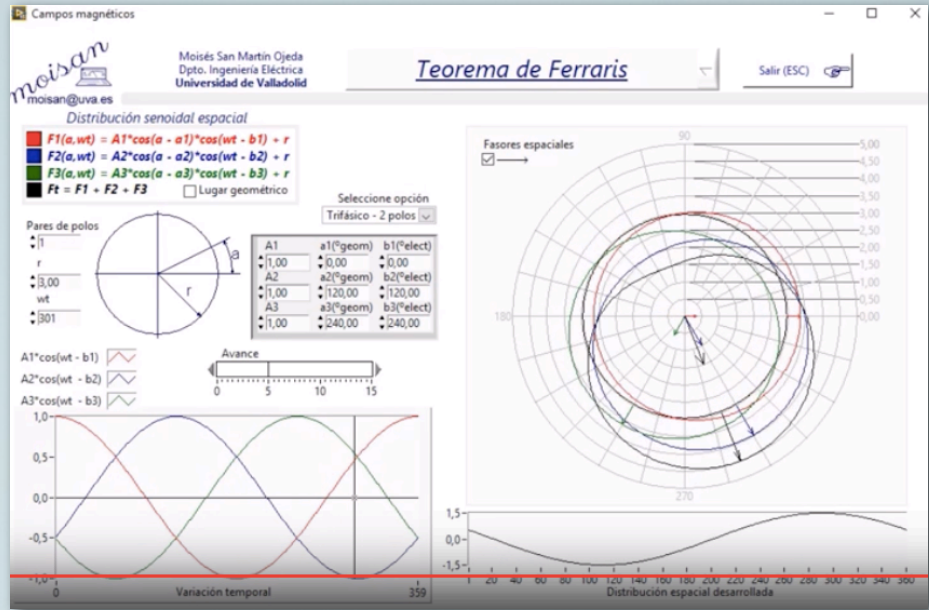 Campos magnéticos
moisan
moisan@uva.es
Moisés San Martín Ojeda
Dpto. Ingeniería Eléctrica
Universidad de Valladolid
Teorema de Ferraris
Salir (ESC)
Distribución senoidal espacial
F1(a,wt) = A1*cos(a - a1)*cos(wt - b1) + r
F2(a,wt) = A2*cos(a - a2)*cos(wt - b2) + r
F3(a,wt) = A3*cos(a - a3)*cos(wt - b3) + r
Ft = F1 + F2 + F3
Lugar geométrico
Seleccione opción
Trifásico - 2 polos
Pares de polos
1
r
3,00
wt
301
a
r
A1 a1(ºgeom) b1(ºelect)
1,00 0,00 0,00
A2 a2(ºgeom) b2(ºelect)
1,00 120,00 120,00
A3 a3(ºgeom) b3(ºelect)
1,00 240,00 240,00
A1*cos(wt - b1)
A2*cos(wt - b2)
A3*cos(wt - b3)
Avance
0 5 10 15
1,0
0,5
0,0
-0,5
-1,0
0 Variación temporal 359
Fasores espaciales
90
180
270
5,00
4,50
4,00
3,50
3,00
2,50
2,00
1,50
1,00
0,50
0,00
1,5
0,0
-1,5
1 20 40 60 80 100 120 140 160 180 200 220 240 260 280 300 320 340 360
Distribución espacial desarrollada